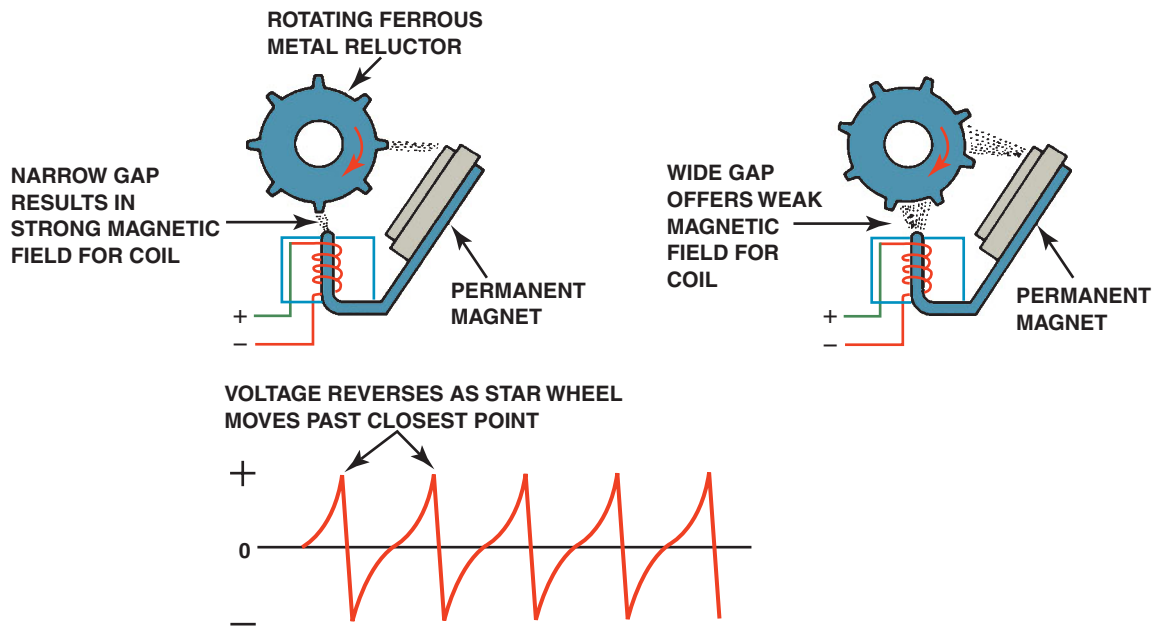 ROTATING FERROUS
METAL RELUCTOR
NARROW GAP
RESULTS IN
STRONG MAGNETIC
FIELD FOR COIL
PERMANENT
MAGNET
+
–
WIDE GAP
OFFERS WEAK
MAGNETIC
FIELD FOR
COIL
PERMANENT
MAGNET
+
–
VOLTAGE REVERSES AS STAR WHEEL
MOVES PAST CLOSEST POINT
+
0
–